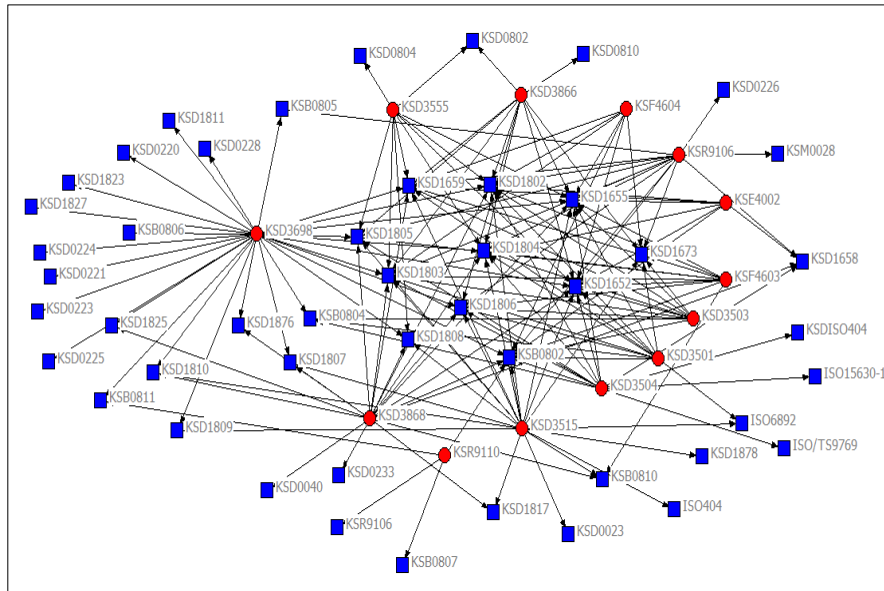 KSD0802
KSD0804
KSD0810
KSD3866
KSD0226
KSB0805
KSD3555
KSF4604
KSD1811
KSD0228
KSD0220
KSR9106
KSM0028
KSD1823
KSD1659
KSD1802
KSD1655
KSE4002
KSD1827
KSB0806
KSD3698
KSD1805
KSD1804
KSD1673
KSD1658
KSD0224
KSD0221
KSD1803
KSF4603
KSD1652
KSD0223
KSD1806
KSD1825
KSD1876
KSB0804
KSD3503
KSDISO404
KSD1808
KSD0225
KSD1807
KSB0802
KSD3501
KSD1810
ISO15630-1
KSD3504
KSB0811
KSD3868
ISO6892
KSD1809
KSD3515
ISO/TS9769
KSR9110
KSD1878
KSD0233
KSB0810
KSD0040
KSD1817
ISO404
KSR9106
KSD0023
KSB0807